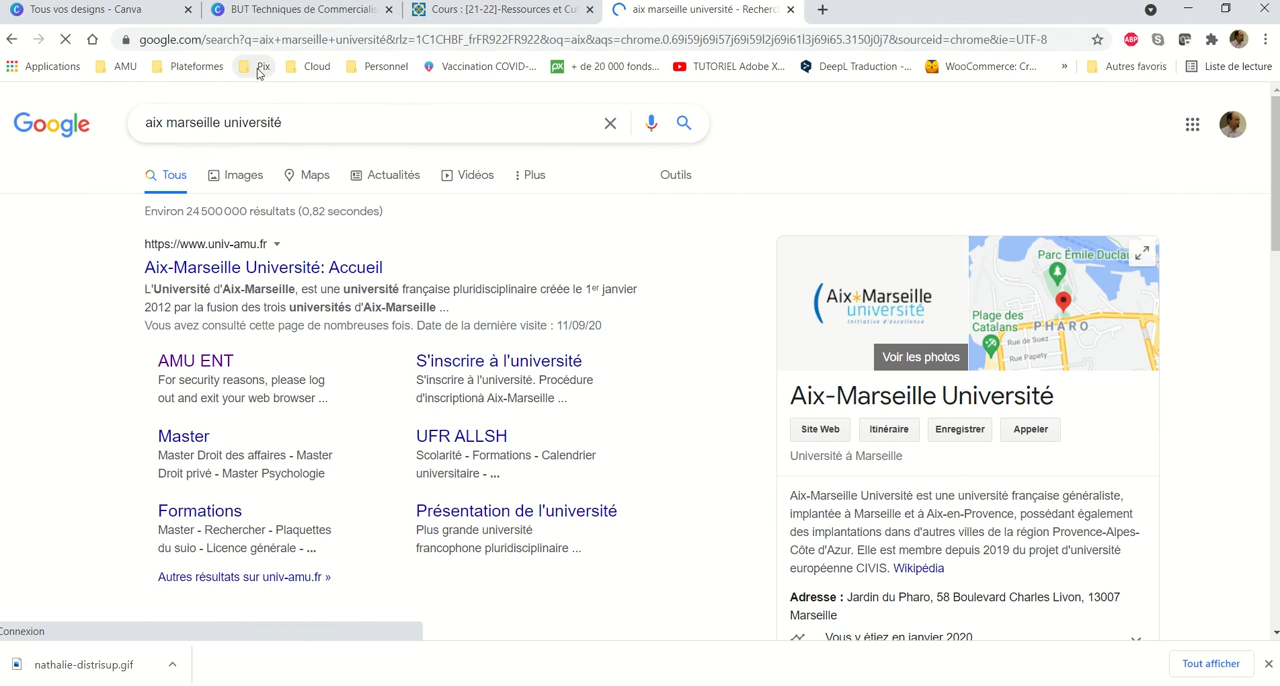 Tous vos designs - Canva
BUT Techniques de Commercialis
Cours : [21-22]-Ressources et Cul
aix marseille université - Recherc
google.com/search?q=aix+marseille+université&rlz=1C1CHBF_frFR922FR922&oq=aix&aqs=chrome.0.69i59j69i57j69i59l2j69i61l3j69i65.3150j0j7&sourceid=chrome&ie=UTF-8
ABP
Applications
AMU
Plateformes
Pix
Cloud
Personnel
Vaccination COVID-...
+ de 20 000 fonds...
TUTORIEL Adobe X...
DeepL Traduction -...
WooCommerce: Cr...
»
Autres favoris
Liste de lecture
Google
aix marseille université
Tous
Images
Maps
Actualités
Vidéos
Plus
Outils
Environ 24 500 000 résultats (0,82 secondes)
https://www.univ-amu.fr
Aix-Marseille Université: Accueil
L'Université d'Aix-Marseille, est une université française pluridisciplinaire créée le 1er janvier
2012 par la fusion des trois universités d'Aix-Marseille ...
Vous avez consulté cette page de nombreuses fois. Date de la dernière visite : 11/09/20
AMU ENT
For security reasons, please log
out and exit your web browser ...
S'inscrire à l'université
S'inscrire à l'université. Procédure
d'inscriptionà Aix-Marseille ...
Master
Master Droit des affaires - Master
Droit privé - Master Psychologie
UFR ALLSH
Scolarité - Formations - Calendrier
universitaire - ...
Formations
Master - Rechercher - Plaquettes
du suio - Licence générale - ...
Présentation de l'université
Plus grande université
francophone pluridisciplinaire ...
Autres résultats sur univ-amu.fr »
Aix*Marseille
université
Initiative d'excellence
Voir les photos
Parc Émile Duclau
Plage des
Catalans
PHARO
Rue de Suez
Rue Papety
Aix-Marseille Université
Site Web
Itinéraire
Enregistrer
Appeler
Université à Marseille
Aix-Marseille Université est une université française généraliste,
implantée à Marseille et à Aix-en-Provence, possédant également
des implantations dans d'autres villes de la région Provence-Alpes-
Côte d'Azur. Elle est membre depuis 2019 du projet d'université
européenne CIVIS. Wikipédia
Adresse : Jardin du Pharo, 58 Boulevard Charles Livon, 13007
Marseille
Vous y étiez en janvier 2020
Connexion
nathalie-distrisup.gif
Tout afficher